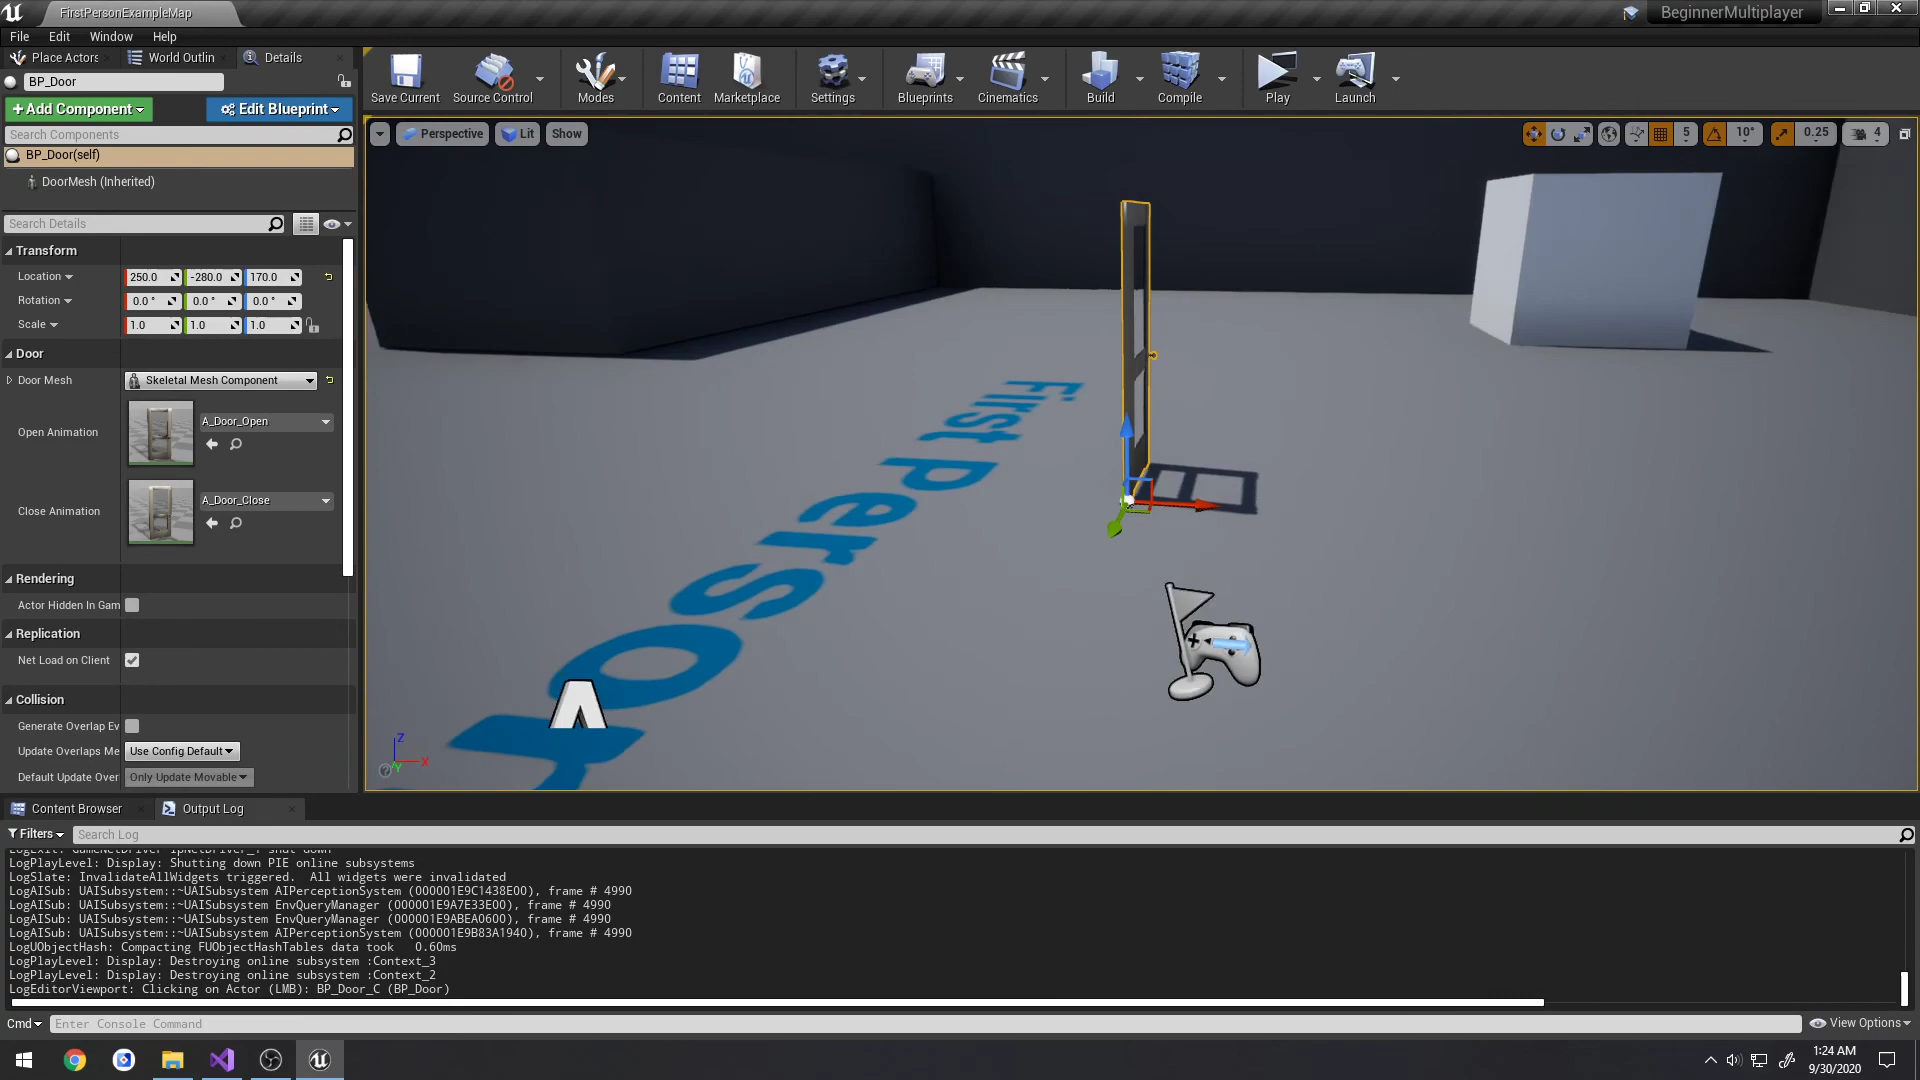 FirstPersonExampleMap
BeginnerMultiplayer
File Edit Window Help
Place Actors World Outlin Details
BP_Door
+Add Component Edit Blueprint
Search Components
BP_Door(self)
DoorMesh (Inherited)
Search Details
Transform
Location 250.0 -280.0 170.0
Rotation 0.0 ° 0.0 ° 0.0 °
Scale 1.0 1.0 1.0
Door
Door Mesh Skeletal Mesh Component
Open Animation A_Door_Open
Close Animation A_Door_Close
Rendering
Actor Hidden In Gam
Replication
Net Load on Client
Collision
Generate Overlap Ev
Update Overlaps Me Use Config Default
Default Update Over Only Update Movable
Save Current Source Control Modes Content Marketplace Settings Blueprints Cinematics Build Compile Play Launch
Perspective Lit Show
5 10° 0.25 4
First Person
Z
X
Y
Content Browser Output Log
Filters Search Log
LogExit: GameNetDriver IpNetDriver_1 shut down
LogPlayLevel: Display: Shutting down PIE online subsystems
LogSlate: InvalidateAllWidgets triggered.  All widgets were invalidated
LogAISub: UAISubsystem::~UAISubsystem AIPerceptionSystem (000001E9C1438E00), frame # 4990
LogAISub: UAISubsystem::~UAISubsystem EnvQueryManager (000001E9A7E33E00), frame # 4990
LogAISub: UAISubsystem::~UAISubsystem EnvQueryManager (000001E9ABEA0600), frame # 4990
LogAISub: UAISubsystem::~UAISubsystem AIPerceptionSystem (000001E9B83A1940), frame # 4990
LogUObjectHash: Compacting FUObjectHashTables data took   0.60ms
LogPlayLevel: Display: Destroying online subsystem :Context_3
LogPlayLevel: Display: Destroying online subsystem :Context_2
LogEditorViewport: Clicking on Actor (LMB): BP_Door_C (BP_Door)
Cmd Enter Console Command View Options
1:24 AM
9/30/2020